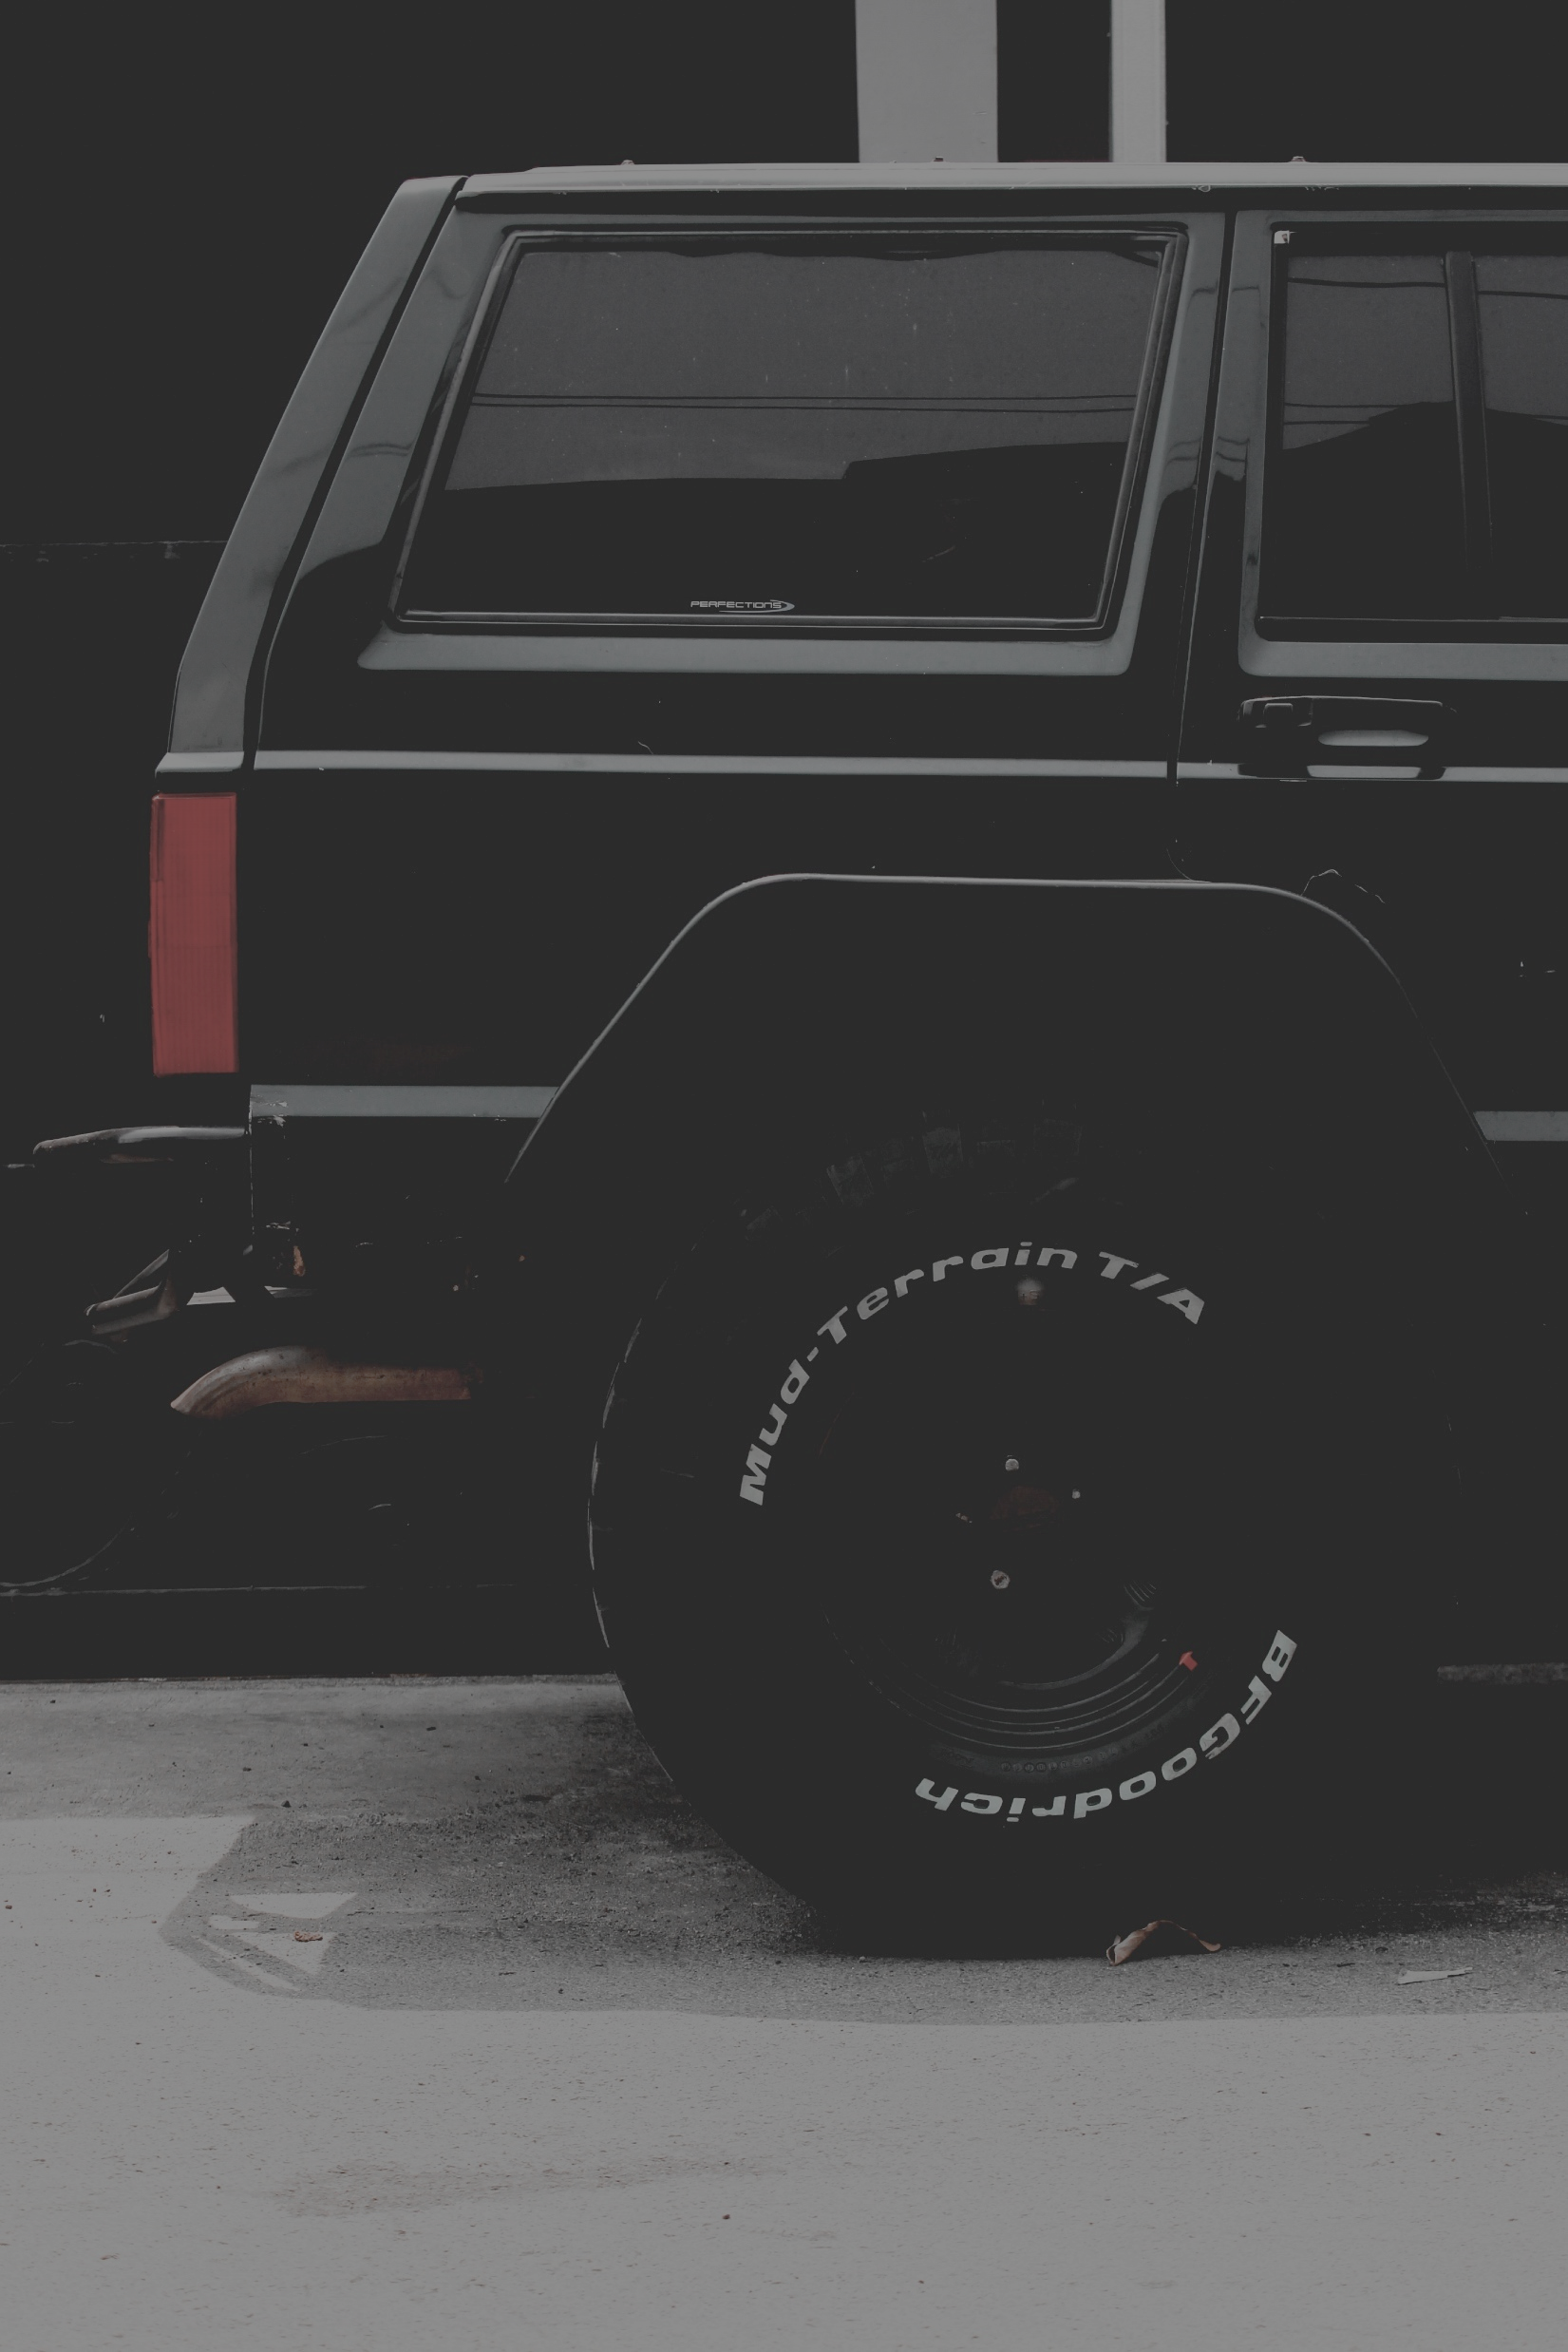 PERFECTIONS
Mud-Terrain T/A
BFGoodrich